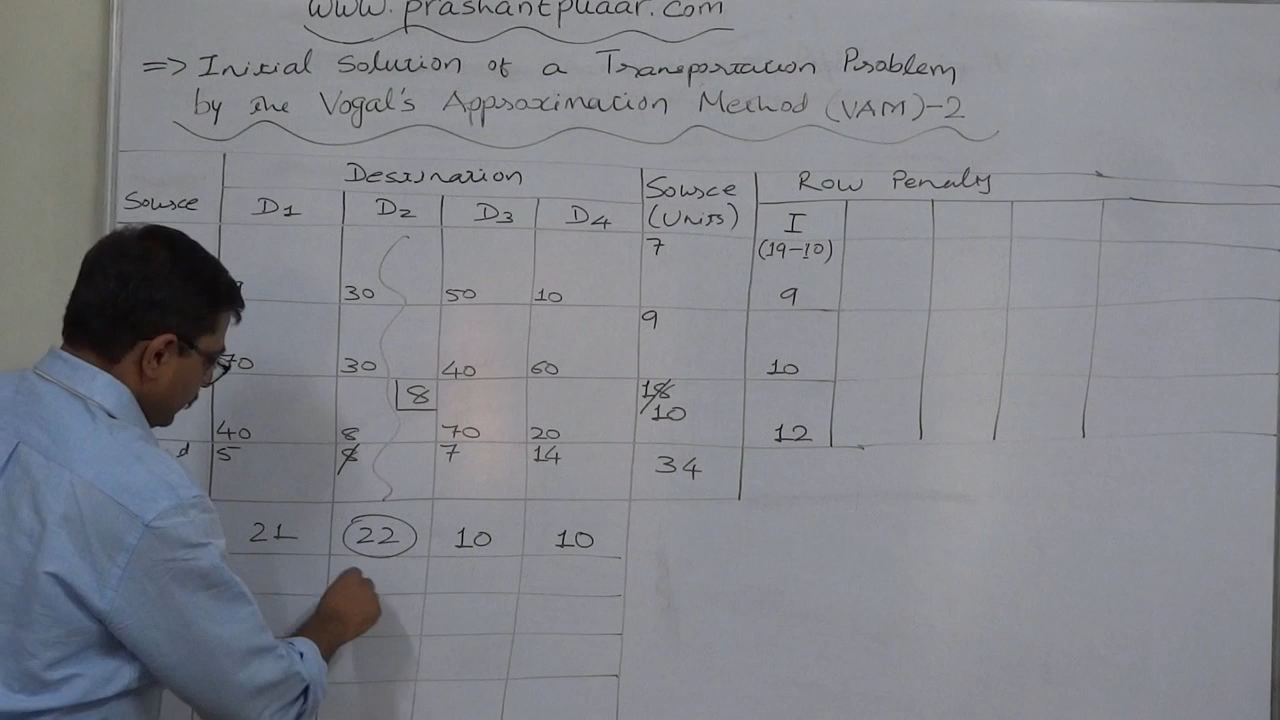 www.prashantpuaar.com
=> Initial Solution of a Transportation Problem
by the Vogal's Approximation Method (VAM)-2
Destination Source Row Penalty
Source D1 D2 D3 D4 (Units) I
7 (19-10)
30 50 10 9
9
70 30 40 60 10
8 18
10
40 8 70 20 12
d 5 8 7 14 34
21 22 10 10